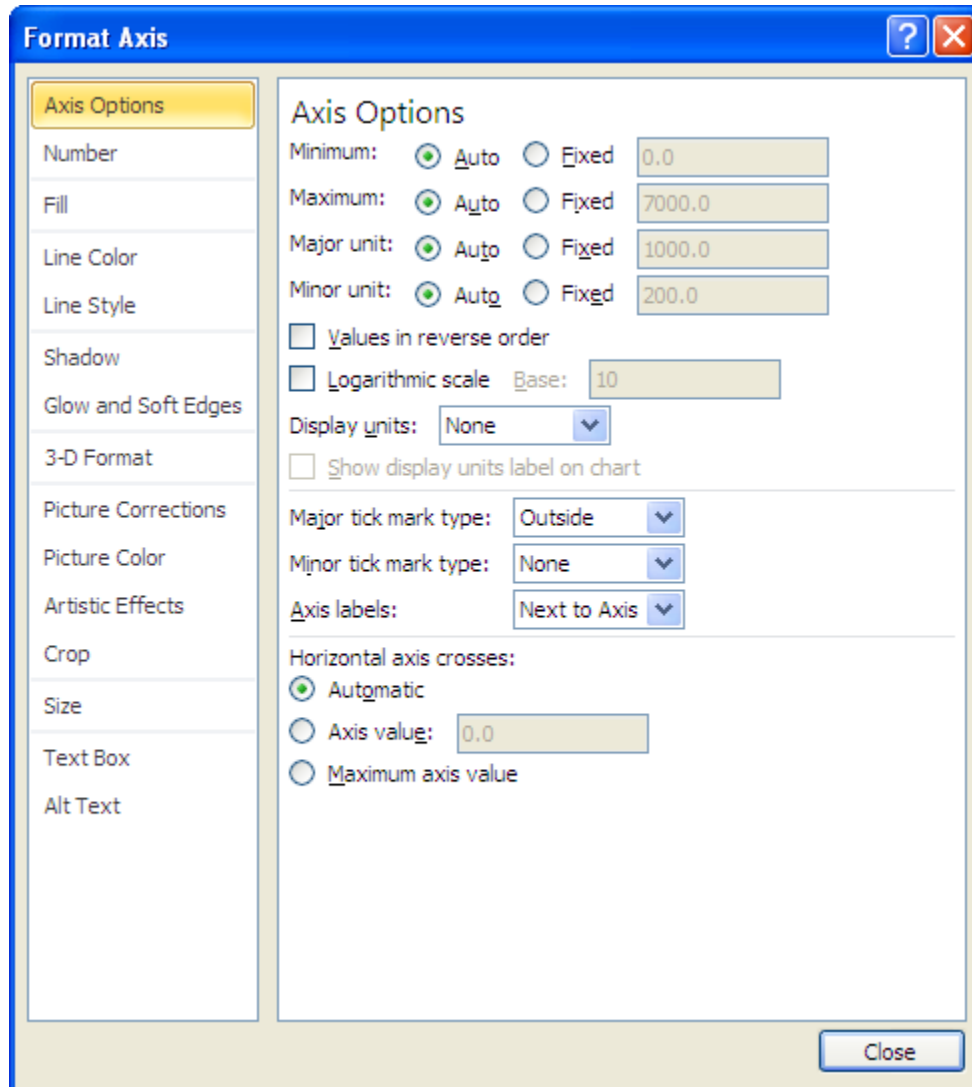 Format Axis
?
Axis Options
Number
Fill
Line Color
Line Style
Shadow
Glow and Soft Edges
3-D Format
Picture Corrections
Picture Color
Artistic Effects
Crop
Size
Text Box
Alt Text
Axis Options
Minimum: Auto Fixed 0.0
Maximum: Auto Fixed 7000.0
Major unit: Auto Fixed 1000.0
Minor unit: Auto Fixed 200.0
Values in reverse order
Logarithmic scale Base: 10
Display units: None
Show display units label on chart
Major tick mark type: Outside
Minor tick mark type: None
Axis labels: Next to Axis
Horizontal axis crosses:
Automatic
Axis value: 0.0
Maximum axis value
Close